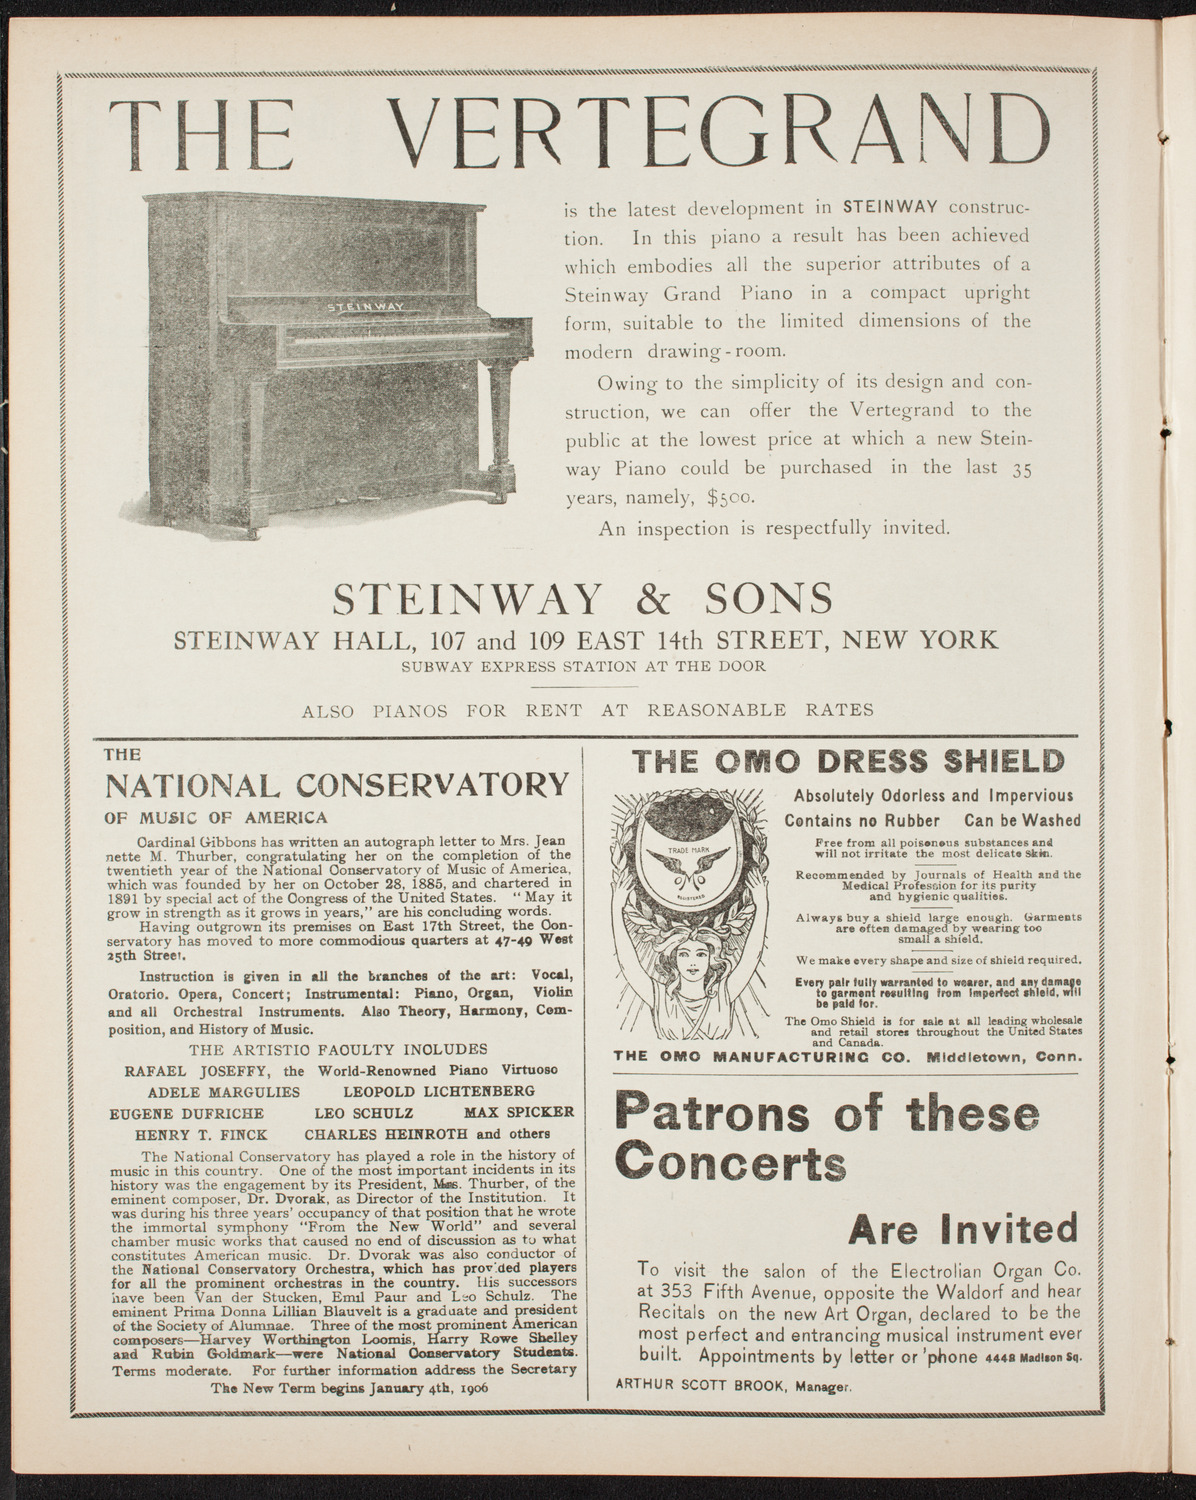 THE VERTEGRAND
STEINWAY
is the latest development in STEINWAY construc-
tion. In this piano a result has been achieved
which embodies all the superior attributes of a
Steinway Grand Piano in a compact upright
form, suitable to the limited dimensions of the
modern drawing-room.
Owing to the simplicity of its design and con-
struction, we can offer the Vertegrand to the
public at the lowest price at which a new Stein-
way Piano could be purchased in the last 35
years, namely, $500.
An inspection is respectfully invited.
STEINWAY & SONS
STEINWAY HALL, 107 and 109 EAST 14th STREET, NEW YORK
SUBWAY EXPRESS STATION AT THE DOOR
ALSO PIANOS FOR RENT AT REASONABLE RATES
THE
NATIONAL CONSERVATORY
OF MUSIC OF AMERICA
Cardinal Gibbons has written an autograph letter to Mrs. Jean
nette M. Thurber, congratulating her on the completion of the
twentieth year of the National Conservatory of Music of America,
which was founded by her on October 28, 1885, and chartered in
1891 by special act of the Congress of the United States. "May it
grow in strength as it grows in years," are his concluding words.
Having outgrown its premises on East 17th Street, the Con-
servatory has moved to more commodious quarters at 47-49 West
25th Street.
Instruction is given in all the branches of the art: Vocal,
Oratorio. Opera, Concert; Instrumental: Piano, Organ, Violin
and all Orchestral Instruments. Also Theory, Harmony, Com-
position, and History of Music.
THE ARTISTIC FACULTY INCLUDES
RAFAEL JOSEFFY, the World-Renowned Piano Virtuoso
ADELE MARGULIES LEOPOLD LICHTENBERG
EUGENE DUFRICHE LEO SCHULZ MAX SPICKER
HENRY T. FINCK CHARLES HEINROTH and others
The National Conservatory has played a role in the history of
music in this country. One of the most important incidents in its
history was the engagement by its President, Mrs. Thurber, of the
eminent composer, Dr. Dvorak, as Director of the Institution. It
was during his three years' occupancy of that position that he wrote
the immortal symphony "From the New World" and several
chamber music works that caused no end of discussion as to what
constitutes American music. Dr. Dvorak was also conductor of
the National Conservatory Orchestra, which has provided players
for all the prominent orchestras in the country. His successors
have been Van der Stucken, Emil Paur and Leo Schulz. The
eminent Prima Donna Lillian Blauvelt is a graduate and president
of the Society of Alumnae. Three of the most prominent American
composers—Harvey Worthington Loomis, Harry Rowe Shelley
and Rubin Goldmark—were National Conservatory Students.
Terms moderate. For further information address the Secretary
The New Term begins January 4th, 1906
THE OMO DRESS SHIELD
TRADE MARK
REGISTERED
Absolutely Odorless and Impervious
Contains no Rubber Can be Washed
Free from all poisonous substances and
will not irritate the most delicate skin.
Recommended by Journals of Health and the
Medical Profession for its purity
and hygienic qualities.
Always buy a shield large enough. Garments
are often damaged by wearing too
small a shield.
We make every shape and size of shield required.
Every pair fully warranted to wearer, and any damage
to garment resulting from imperfect shield, will
be paid for.
The Omo Shield is for sale at all leading wholesale
and retail stores throughout the United States
and Canada.
THE OMO MANUFACTURING CO. Middletown, Conn.
Patrons of these
Concerts
Are Invited
To visit the salon of the Electrolian Organ Co.
at 353 Fifth Avenue, opposite the Waldorf and hear
Recitals on the new Art Organ, declared to be the
most perfect and entrancing musical instrument ever
built. Appointments by letter or 'phone 4448 Madison Sq.
ARTHUR SCOTT BROOK, Manager.